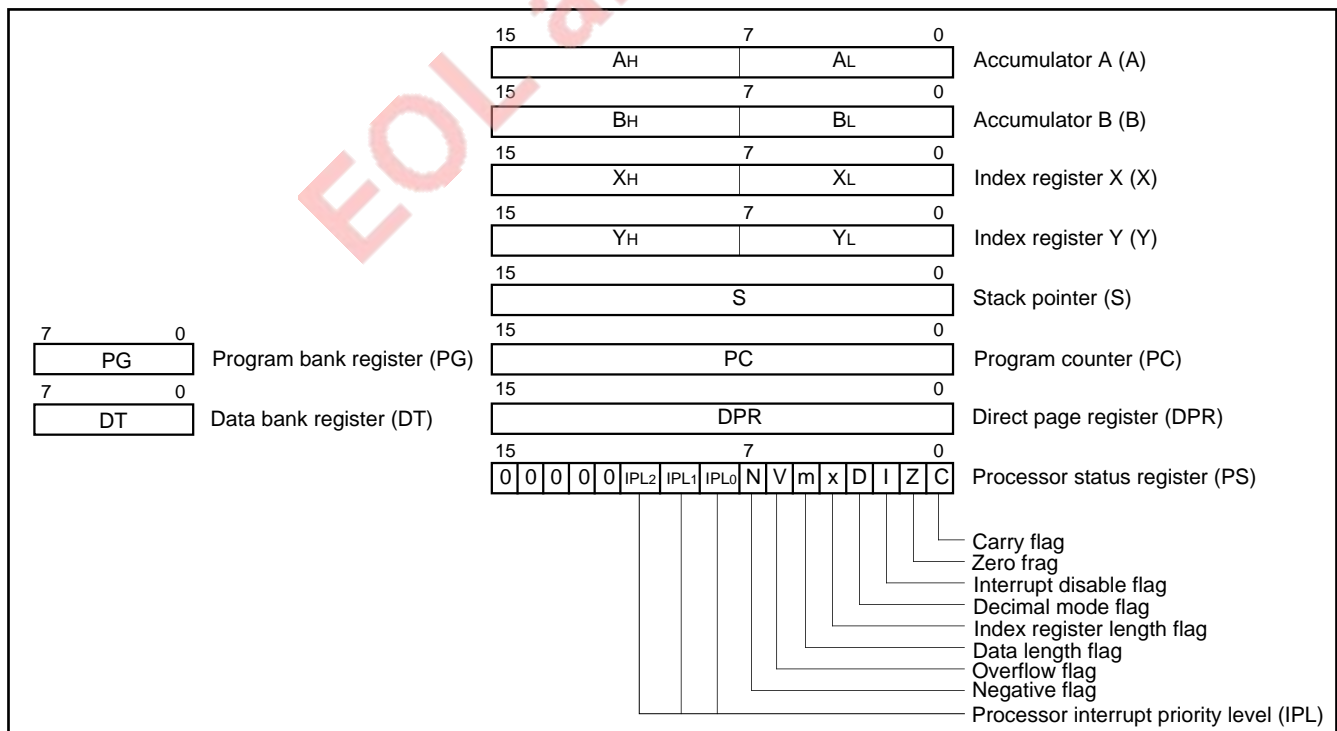 EOL a
15 7 0
AH AL Accumulator A (A)
15 7 0
BH BL Accumulator B (B)
15 7 0
XH XL Index register X (X)
15 7 0
YH YL Index register Y (Y)
15 0
S Stack pointer (S)
7 0 15 0
PG Program bank register (PG) PC Program counter (PC)
7 0 15 0
DT Data bank register (DT) DPR Direct page register (DPR)
15 7 0
0 0 0 0 0 IPL2 IPL1 IPL0 N V m x D I Z C Processor status register (PS)
Carry flag
Zero frag
Interrupt disable flag
Decimal mode flag
Index register length flag
Data length flag
Overflow flag
Negative flag
Processor interrupt priority level (IPL)